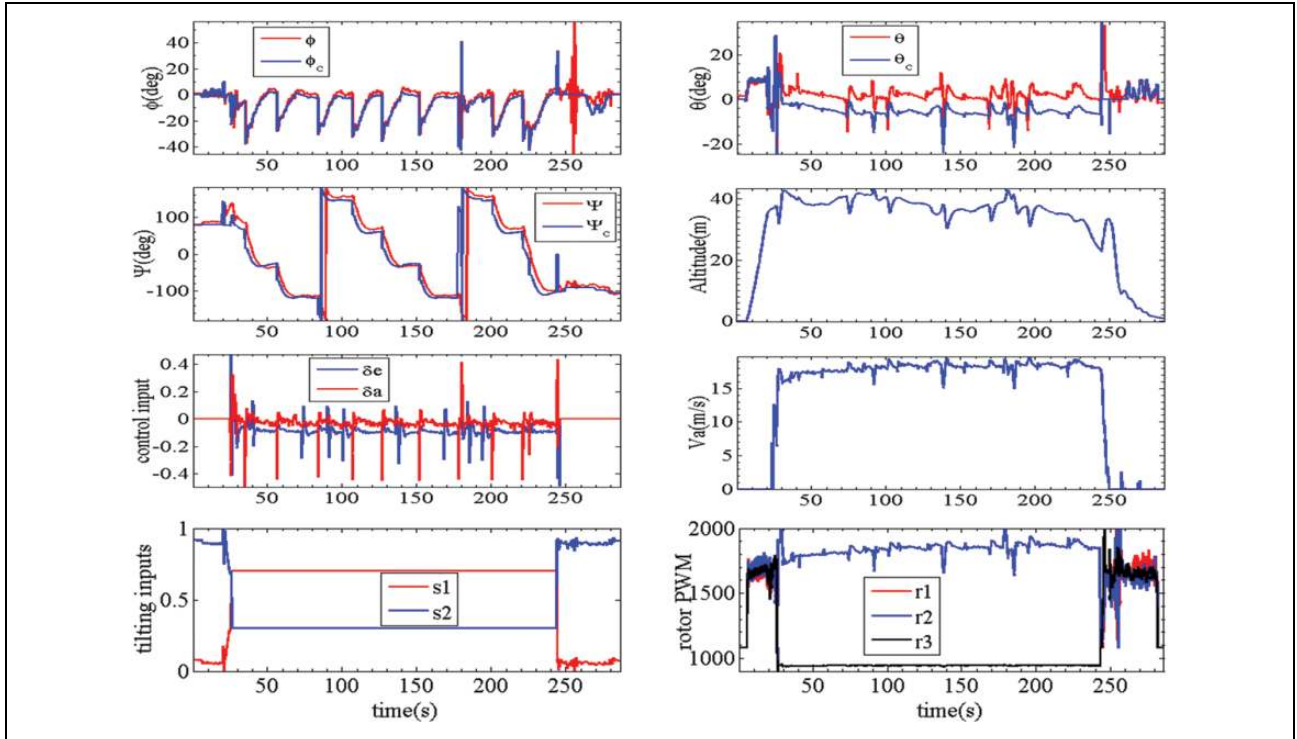 40
20
0
-20
-40
ϕ(deg)
ϕ
ϕc
50 100 150 200 250
20
0
-20
θ(deg)
θ
θc
50 100 150 200 250
100
0
-100
Ψ(deg)
Ψ
Ψc
50 100 150 200 250
40
20
0
Altitude(m)
50 100 150 200 250
0.4
0.2
0
-0.2
-0.4
control input
δe
δa
50 100 150 200 250
15
10
5
0
Va(m/s)
50 100 150 200 250
1
0.5
0
tilting inputs
s1
s2
50 100 150 200 250
time(s)
2000
1500
1000
rotor PWM
r1
r2
r3
50 100 150 200 250
time(s)